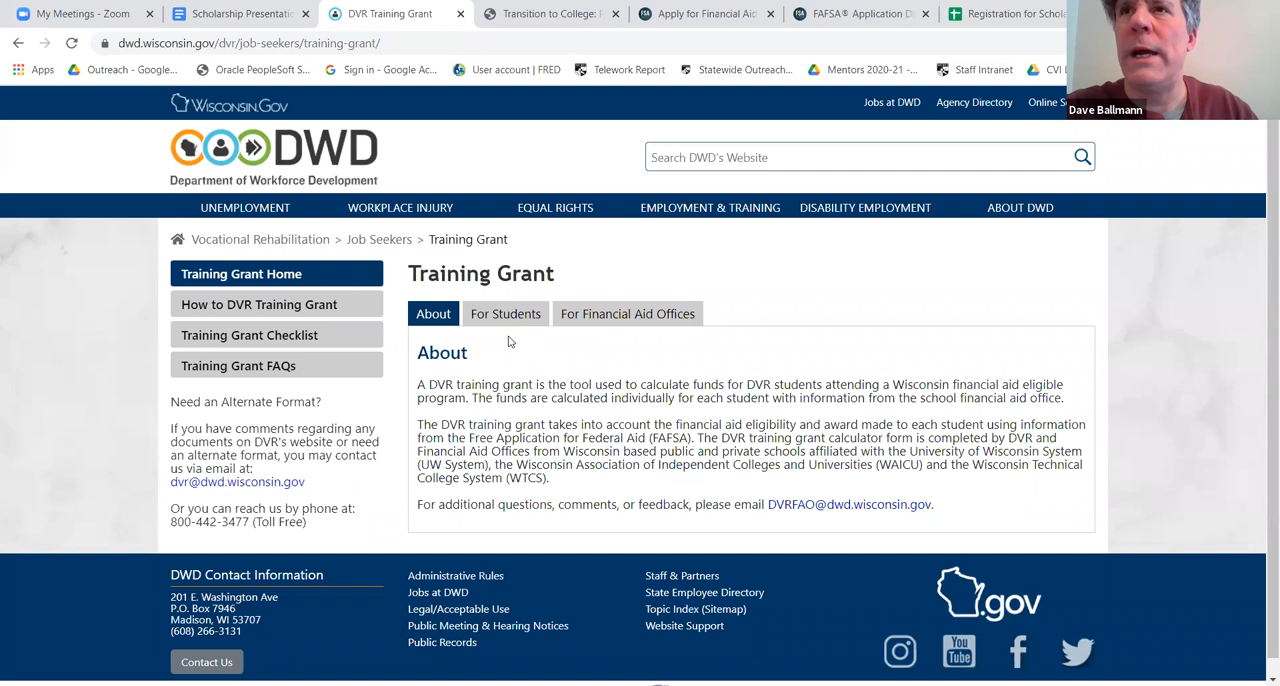 My Meetings - Zoom
Scholarship Presentati
DVR Training Grant
Transition to College: F
Apply for Financial Aid
FAFSA® Application D
Registration for Schola
dwd.wisconsin.gov/dvr/job-seekers/training-grant/
Apps
Outreach - Google...
Oracle PeopleSoft S...
Sign in - Google Ac...
User account | FRED
Telework Report
Statewide Outreach...
Mentors 2020-21 -...
Staff Intranet
CVI L
Dave Ballmann
WISCONSIN.GOV
Jobs at DWD
Agency Directory
Online Se
DWD
Department of Workforce Development
Search DWD's Website
UNEMPLOYMENT
WORKPLACE INJURY
EQUAL RIGHTS
EMPLOYMENT & TRAINING
DISABILITY EMPLOYMENT
ABOUT DWD
Vocational Rehabilitation > Job Seekers > Training Grant
Training Grant Home
How to DVR Training Grant
Training Grant Checklist
Training Grant FAQs
Need an Alternate Format?
If you have comments regarding any
documents on DVR's website or need
an alternate format, you may contact
us via email at:
dvr@dwd.wisconsin.gov
Or you can reach us by phone at:
800-442-3477 (Toll Free)
Training Grant
About
For Students
For Financial Aid Offices
About
A DVR training grant is the tool used to calculate funds for DVR students attending a Wisconsin financial aid eligible
program. The funds are calculated individually for each student with information from the school financial aid office.
The DVR training grant takes into account the financial aid eligibility and award made to each student using information
from the Free Application for Federal Aid (FAFSA). The DVR training grant calculator form is completed by DVR and
Financial Aid Offices from Wisconsin based public and private schools affiliated with the University of Wisconsin System
(UW System), the Wisconsin Association of Independent Colleges and Universities (WAICU) and the Wisconsin Technical
College System (WTCS).
For additional questions, comments, or feedback, please email DVRFAO@dwd.wisconsin.gov.
DWD Contact Information
201 E. Washington Ave
P.O. Box 7946
Madison, WI 53707
(608) 266-3131
Contact Us
Administrative Rules
Jobs at DWD
Legal/Acceptable Use
Public Meeting & Hearing Notices
Public Records
Staff & Partners
State Employee Directory
Topic Index (Sitemap)
Website Support
.gov
You
Tube